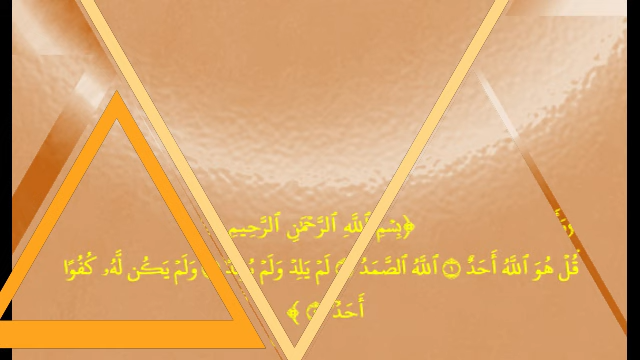 ﴿بِسْمِ ٱللَّهِ ٱلرَّحْمَٰنِ ٱلرَّحِيمِ
قُلْ هُوَ ٱللَّهُ أَحَدٌ ۝١ ٱللَّهُ ٱلصَّمَدُ لَمْ يَلِدْ وَلَمْ وَلَمْ يَكُن لَّهُۥ كُفُوًا
أَحَدٌۢ ﴾